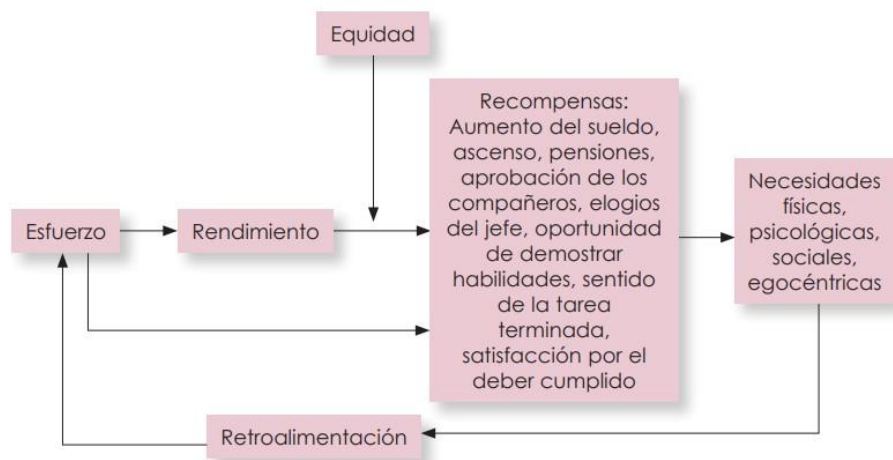 Equidad
Recompensas:
Aumento del sueldo,
ascenso, pensiones,
aprobación de los
compañeros, elogios
del jefe, oportunidad
de demostrar
habilidades, sentido
de la tarea
terminada,
satisfacción por el
deber cumplido
Esfuerzo
Rendimiento
Necesidades
físicas,
psicológicas,
sociales,
egocéntricas
Retroalimentación